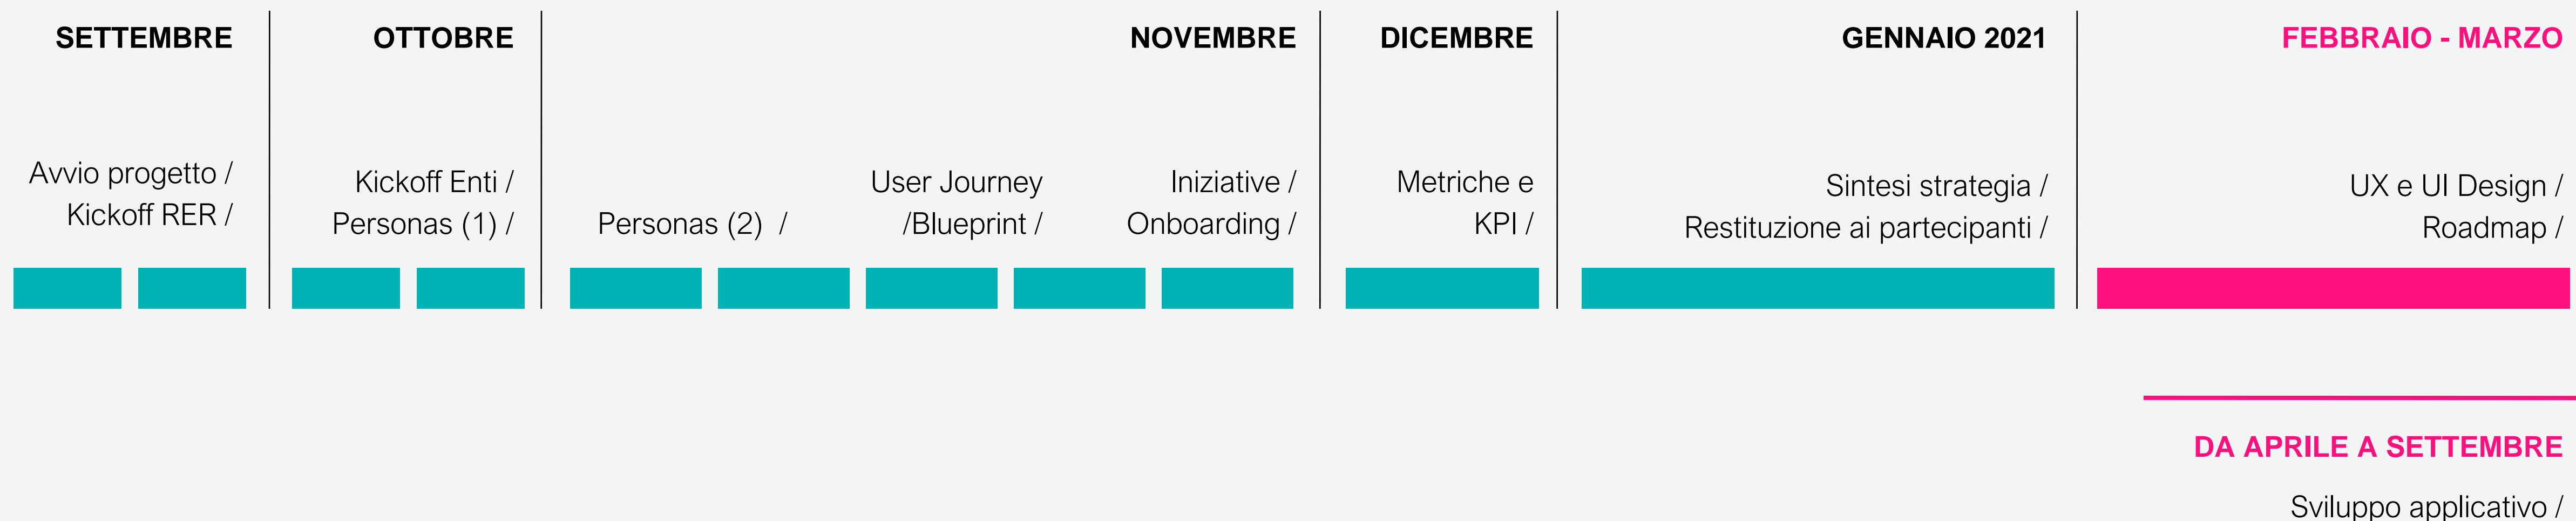 SETTEMBRE
Avvio progetto /
Kickoff RER /
OTTOBRE
Kickoff Enti /
Personas (1) /
NOVEMBRE
Personas (2) /
User Journey
/Blueprint /
Iniziative /
Onboarding /
DICEMBRE
Metriche e
KPI /
GENNAIO 2021
Sintesi strategia /
Restituzione ai partecipanti /
FEBBRAIO - MARZO
UX e UI Design /
Roadmap /
DA APRILE A SETTEMBRE
Sviluppo applicativo /